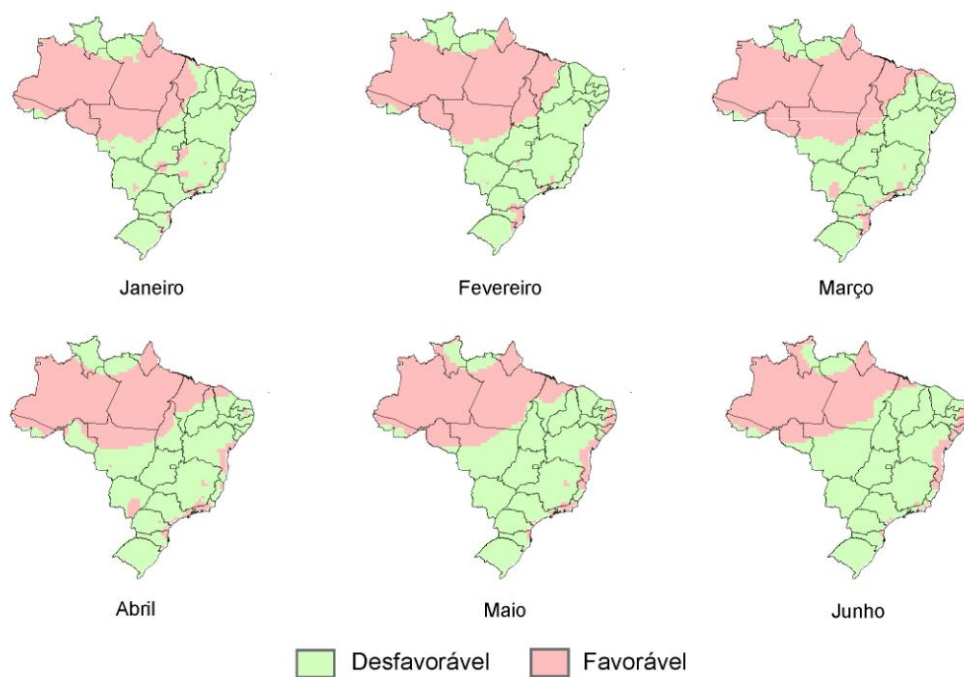 Janeiro
Fevereiro
Março
Abril
Maio
Junho
Desfavorável
Favorável